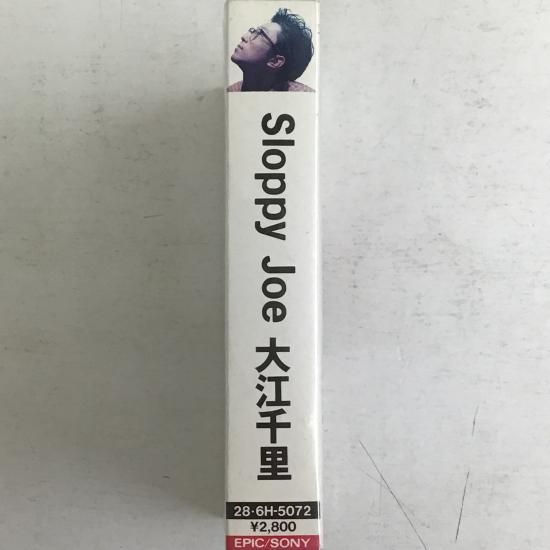 Sloppy Joe 大江千里
28·6H-5072
¥2,800
EPIC/SONY